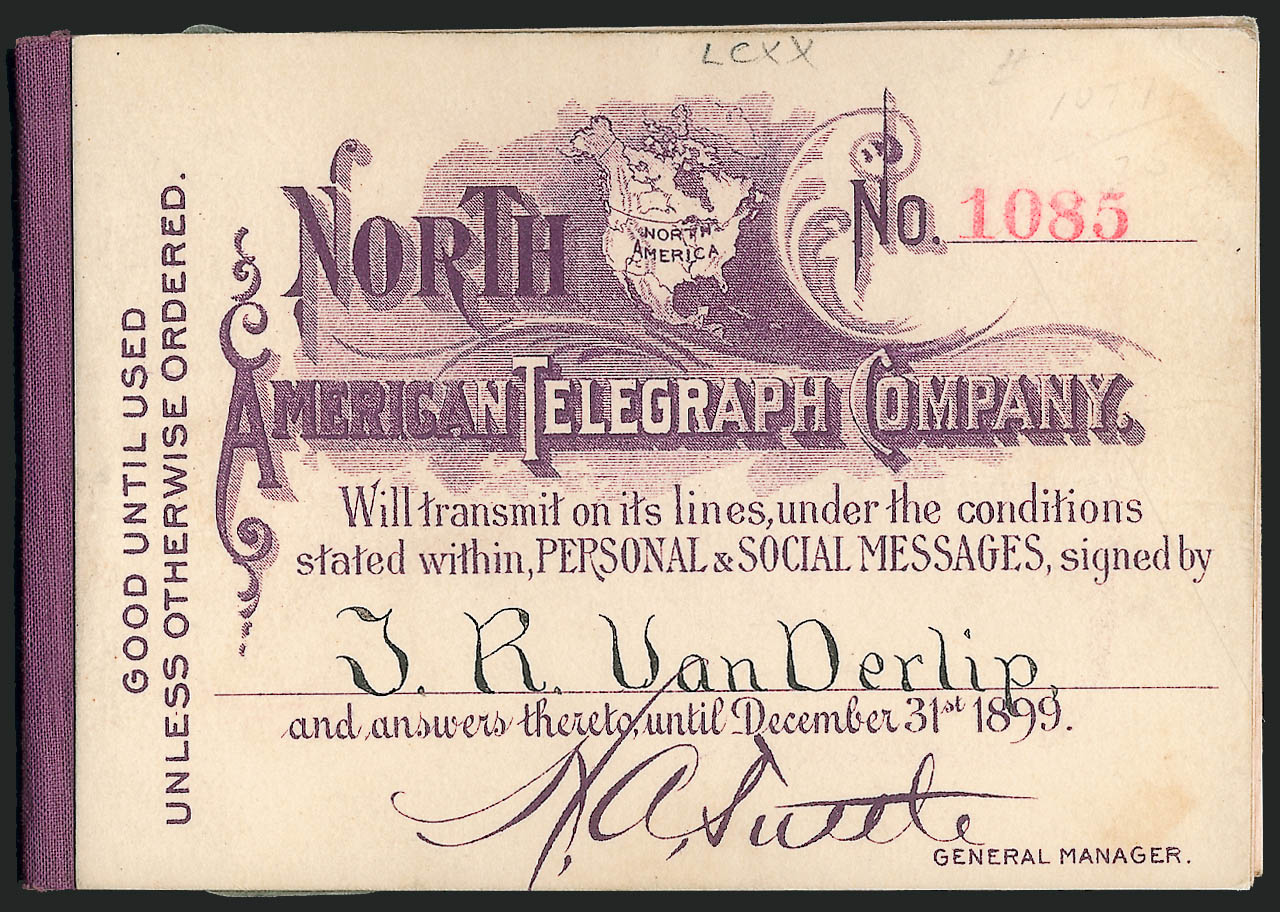 LCXX
NORTH
NORTH
AMERICA
No. 1085
AMERICAN TELEGRAPH COMPANY.
Will transmit on its lines, under the conditions
stated within, PERSONAL & SOCIAL MESSAGES, signed by
J. R. VanDerlip,
and answers thereto, until December 31st 1899.
GENERAL MANAGER.
GOOD UNTIL USED
UNLESS OTHERWISE ORDERED.